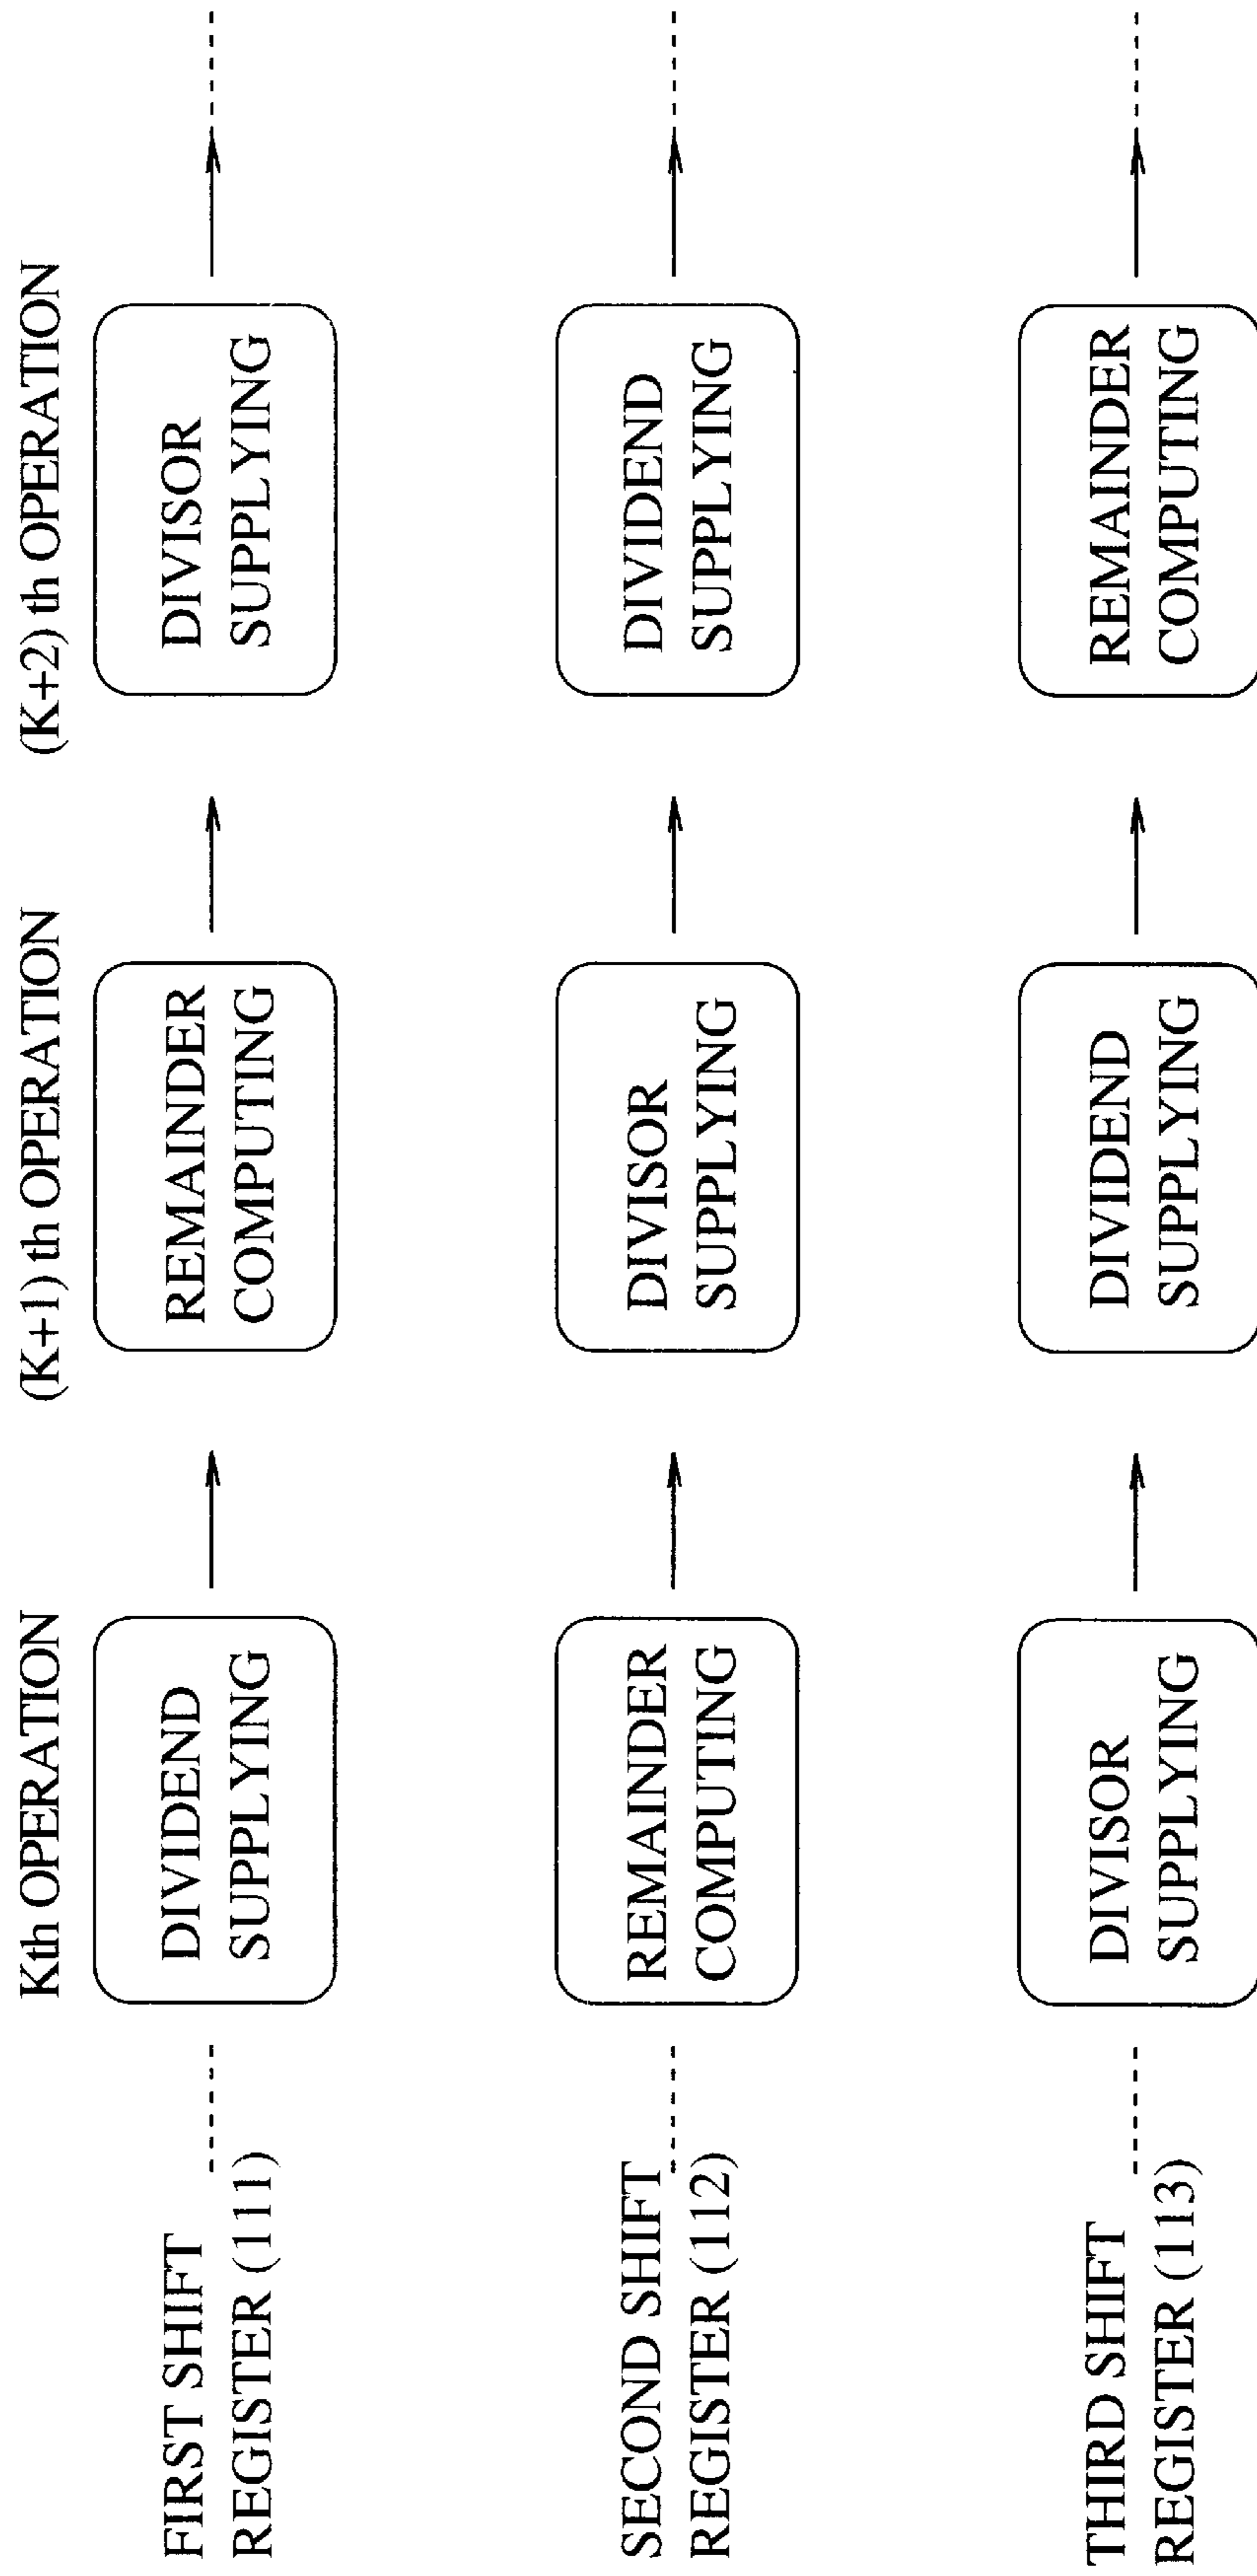 Kth OPERATION
(K+1) th OPERATION
(K+2) th OPERATION
FIRST SHIFT
REGISTER (111)
DIVIDEND
SUPPLYING
REMAINDER
COMPUTING
DIVISOR
SUPPLYING
SECOND SHIFT
REGISTER (112)
REMAINDER
COMPUTING
DIVISOR
SUPPLYING
DIVIDEND
SUPPLYING
THIRD SHIFT
REGISTER (113)
DIVISOR
SUPPLYING
DIVIDEND
SUPPLYING
REMAINDER
COMPUTING